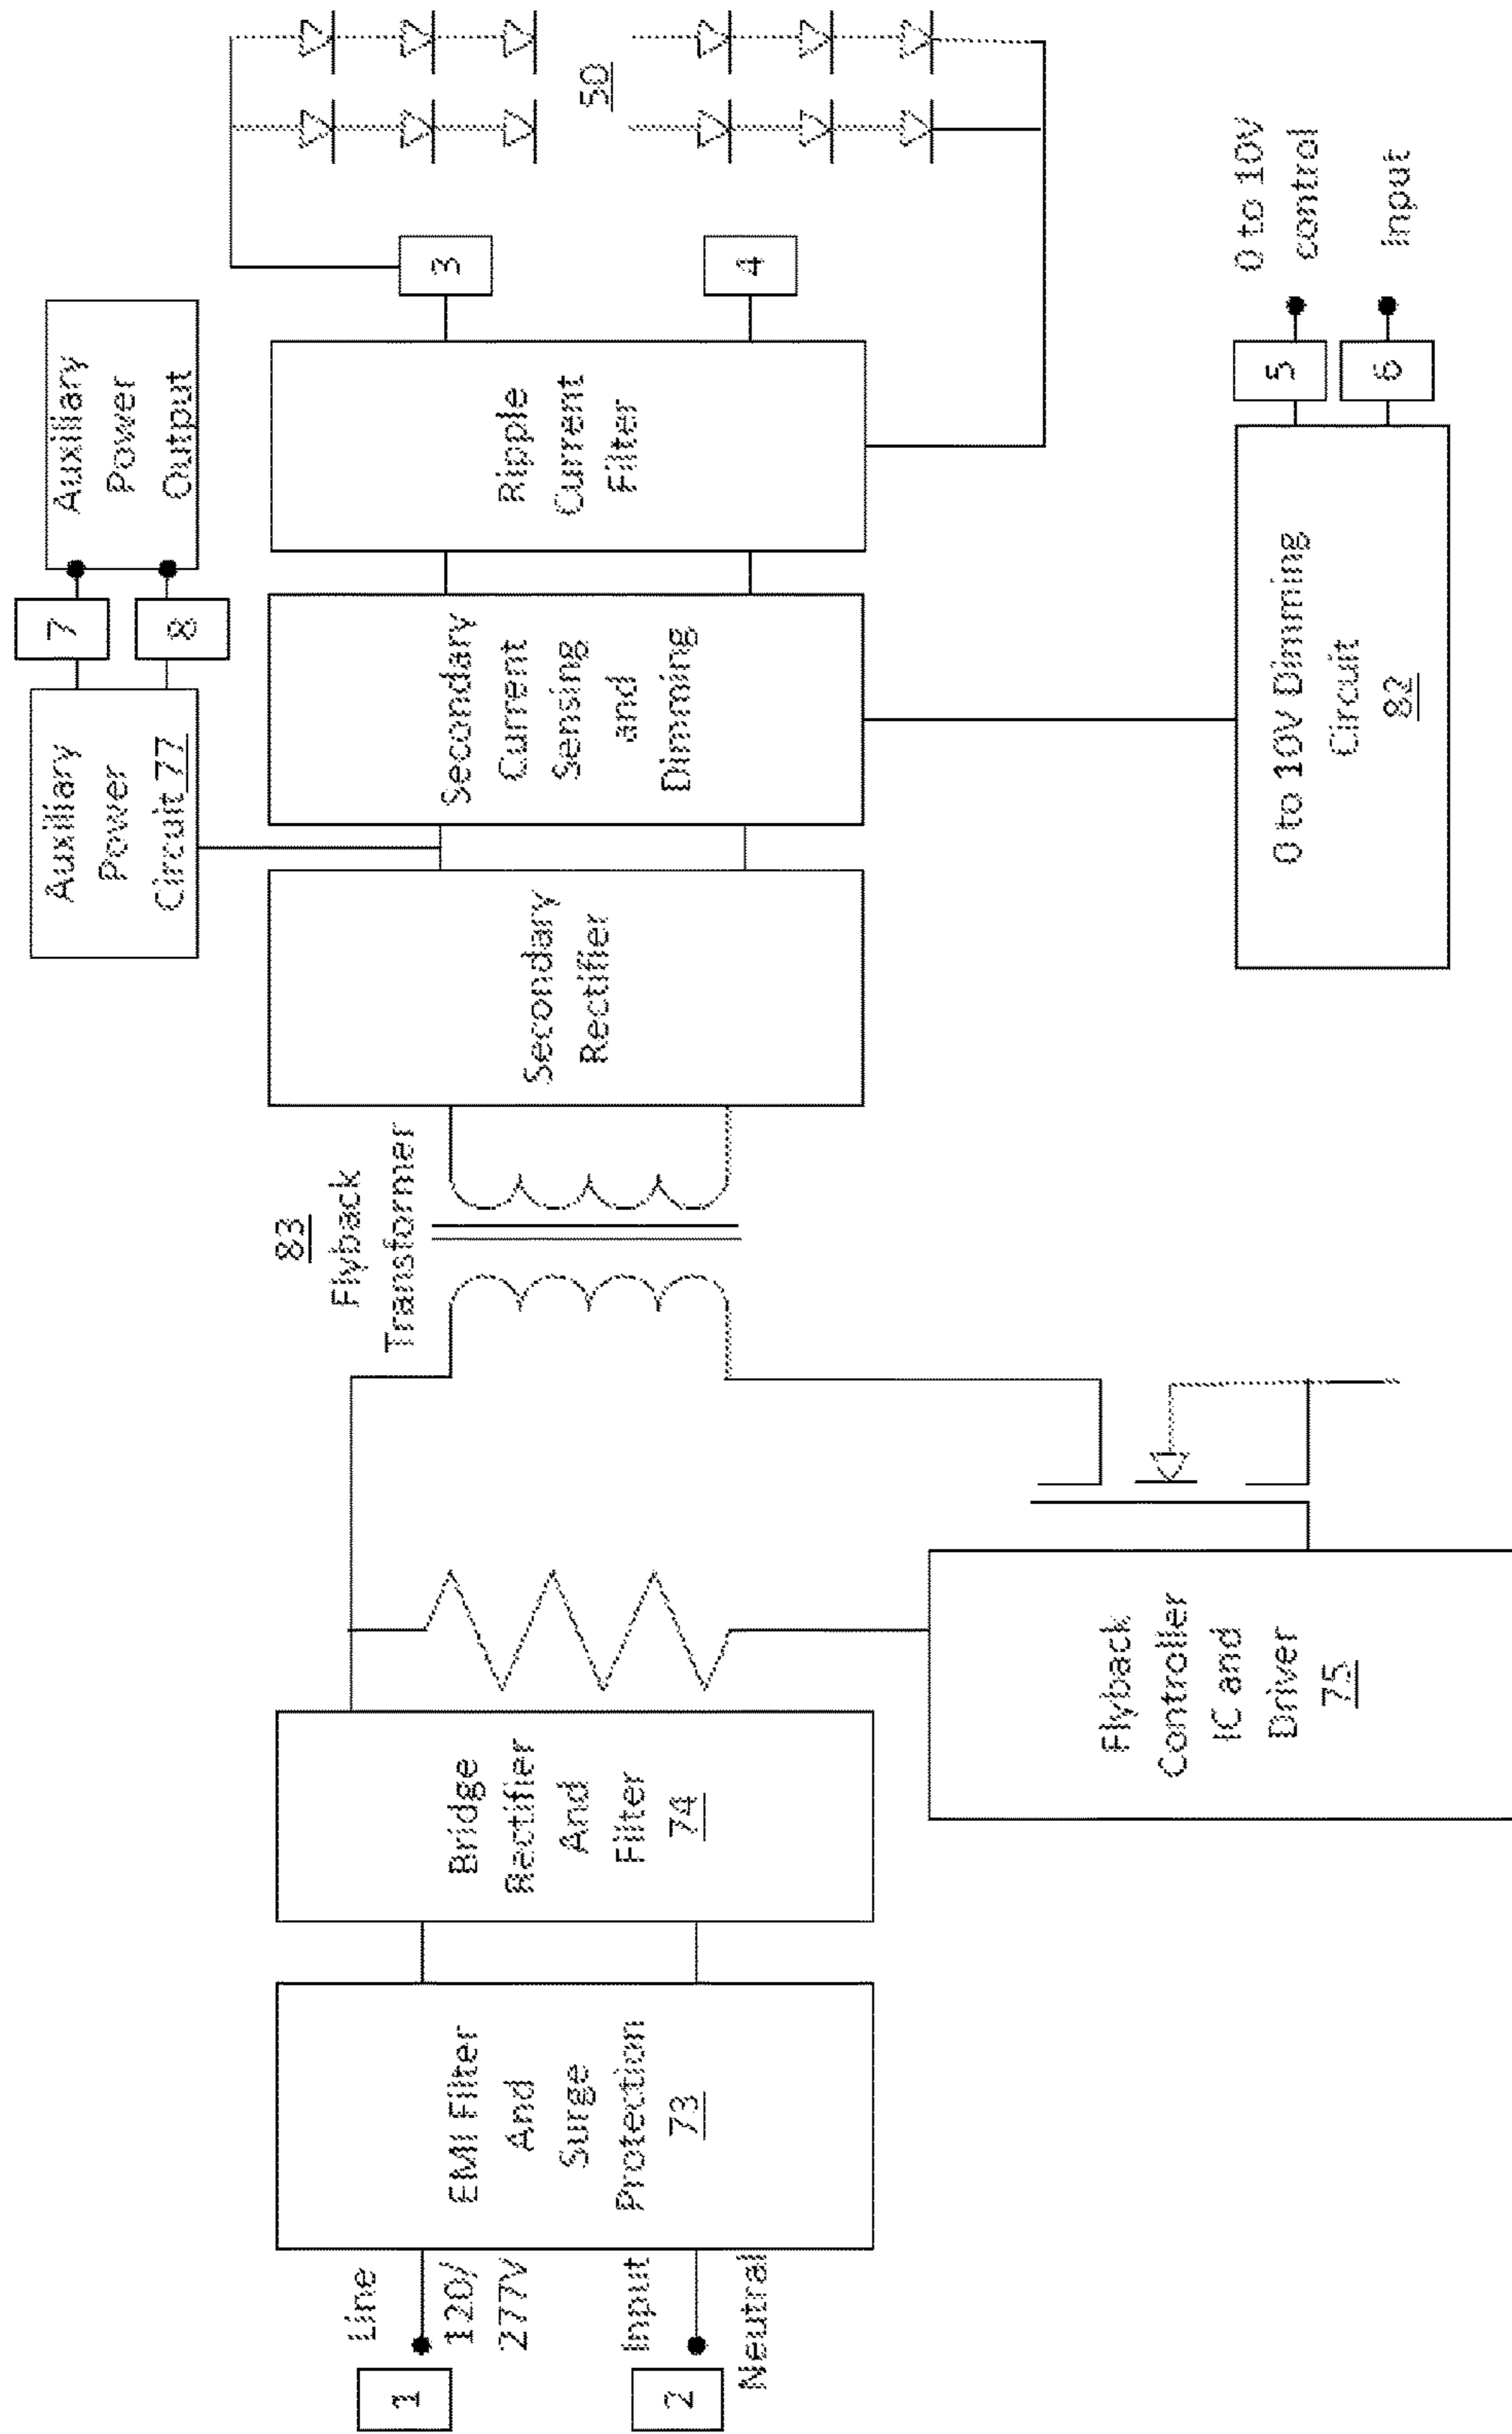 1
Line
120/
277V
Input
2
Neutral
EMI Filter
And
Surge
Protection
73
Bridge
Rectifier
And
Filter
74
Flyback
Controller
IC and
Driver
75
83
Flyback
Transformer
Secondary
Rectifier
Auxiliary
Power
Circuit 77
7
8
Auxiliary
Power
Output
Secondary
Current
Sensing
and
Dimming
Ripple
Current
Filter
3
4
50
0 to 10V Dimming
Circuit
82
5
6
0 to 10V
control
Input